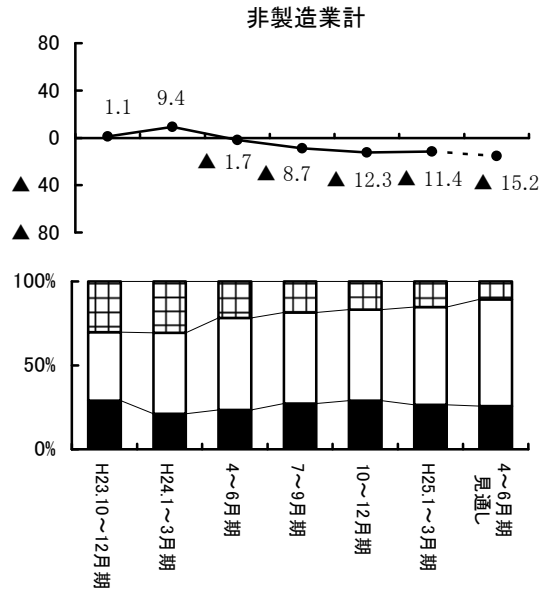 非製造業計
80
40
0
▲ 40
▲ 80
1.1
9.4
▲ 1.7
▲ 8.7
▲ 12.3
▲ 11.4
▲ 15.2
100%
50%
0%
H23.10～12月期
H24.1～3月期
4～6月期
7～9月期
10～12月期
H25.1～3月期
4～6月期
見通し